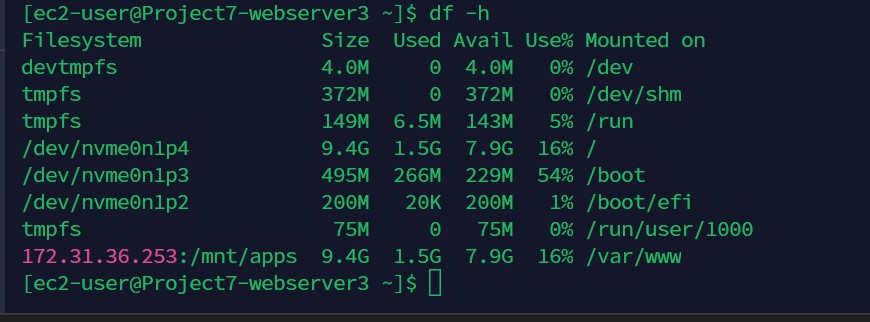 [ec2-user@Project7-webserver3 ~]$ df -h
Filesystem Size Used Avail Use% Mounted on
devtmpfs 4.0M 0 4.0M 0% /dev
tmpfs 372M 0 372M 0% /dev/shm
tmpfs 149M 6.5M 143M 5% /run
/dev/nvme0n1p4 9.4G 1.5G 7.9G 16% /
/dev/nvme0n1p3 495M 266M 229M 54% /boot
/dev/nvme0n1p2 200M 20K 200M 1% /boot/efi
tmpfs 75M 0 75M 0% /run/user/1000
172.31.36.253:/mnt/apps 9.4G 1.5G 7.9G 16% /var/www
[ec2-user@Project7-webserver3 ~]$